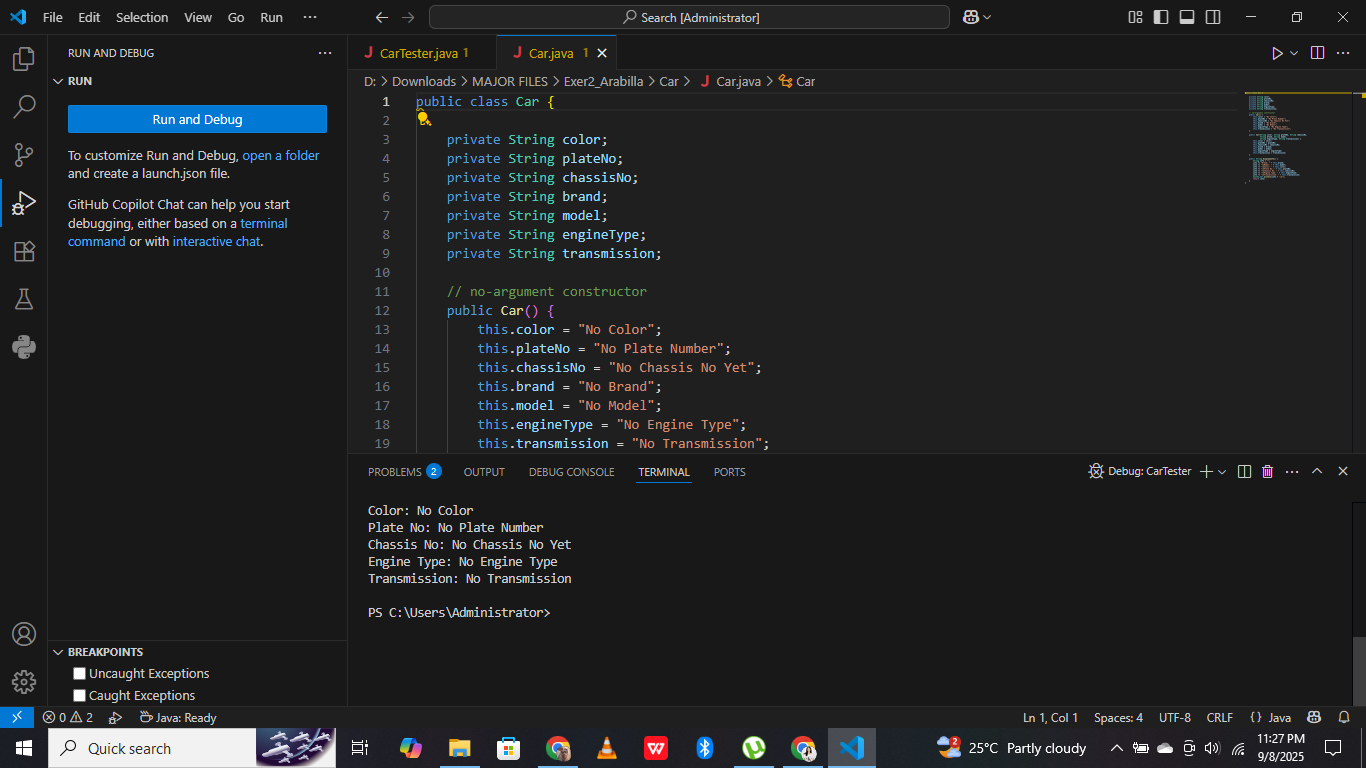 File Edit Selection View Go Run ··· Search [Administrator]
RUN AND DEBUG ···
RUN
Run and Debug
To customize Run and Debug, open a folder
and create a launch.json file.
GitHub Copilot Chat can help you start
debugging, either based on a terminal
command or with interactive chat.
BREAKPOINTS
Uncaught Exceptions
Caught Exceptions
J CarTester.java 1 J Car.java 1
D: > Downloads > MAJOR FILES > Exer2_Arabilla > Car > J Car.java > Car
1 public class Car {
2
3 private String color;
4 private String plateNo;
5 private String chassisNo;
6 private String brand;
7 private String model;
8 private String engineType;
9 private String transmission;
10
11 // no-argument constructor
12 public Car() {
13 this.color = "No Color";
14 this.plateNo = "No Plate Number";
15 this.chassisNo = "No Chassis No Yet";
16 this.brand = "No Brand";
17 this.model = "No Model";
18 this.engineType = "No Engine Type";
19 this.transmission = "No Transmission";
PROBLEMS 2 OUTPUT DEBUG CONSOLE TERMINAL PORTS Debug: CarTester
Color: No Color
Plate No: No Plate Number
Chassis No: No Chassis No Yet
Engine Type: No Engine Type
Transmission: No Transmission
PS C:\Users\Administrator>
0 2 Java: Ready Ln 1, Col 1 Spaces: 4 UTF-8 CRLF {} Java
Quick search W 2 25°C Partly cloudy 11:27 PM
9/8/2025